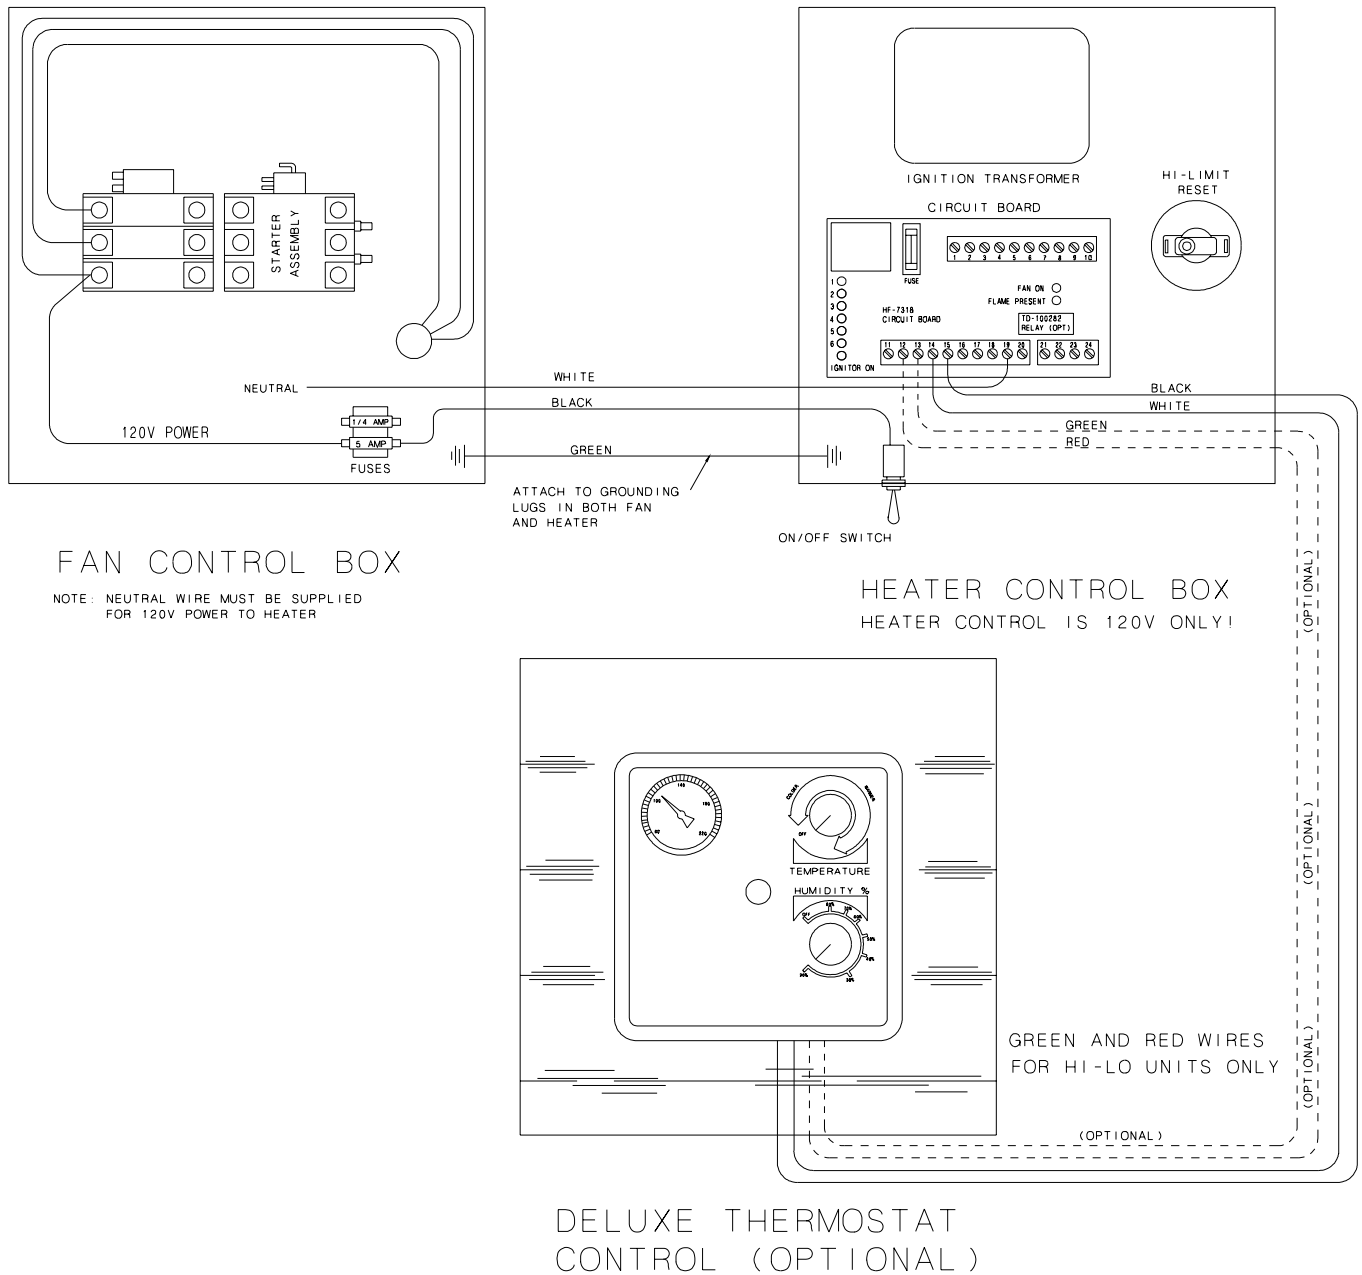 IGNITION TRANSFORMER
HI-LIMIT
RESET
CIRCUIT BOARD
STARTER
ASSEMBLY
1 2 3 4 5 6 7 8 9 10
FUSE
1
2
3
4
5
6
IGNITOR ON
FAN ON
FLAME PRESENT
HF-7318
CIRCUIT BOARD
TD-100282
RELAY (OPT)
11 12 13 14 15 16 17 18 19 20
21 22 23 24
NEUTRAL
WHITE
BLACK
BLACK
WHITE
GREEN
RED
120V POWER
1/4 AMP
5 AMP
FUSES
GREEN
ATTACH TO GROUNDING
LUGS IN BOTH FAN
AND HEATER
ON/OFF SWITCH
FAN CONTROL BOX
NOTE: NEUTRAL WIRE MUST BE SUPPLIED
FOR 120V POWER TO HEATER
HEATER CONTROL BOX
HEATER CONTROL IS 120V ONLY!
(OPTIONAL)
(OPTIONAL)
(OPTIONAL)
140
220
COLDER
OFF
TEMPERATURE
HUMIDITY %
OFF
GREEN AND RED WIRES
FOR HI-LO UNITS ONLY
(OPTIONAL)
DELUXE THERMOSTAT
CONTROL (OPTIONAL)